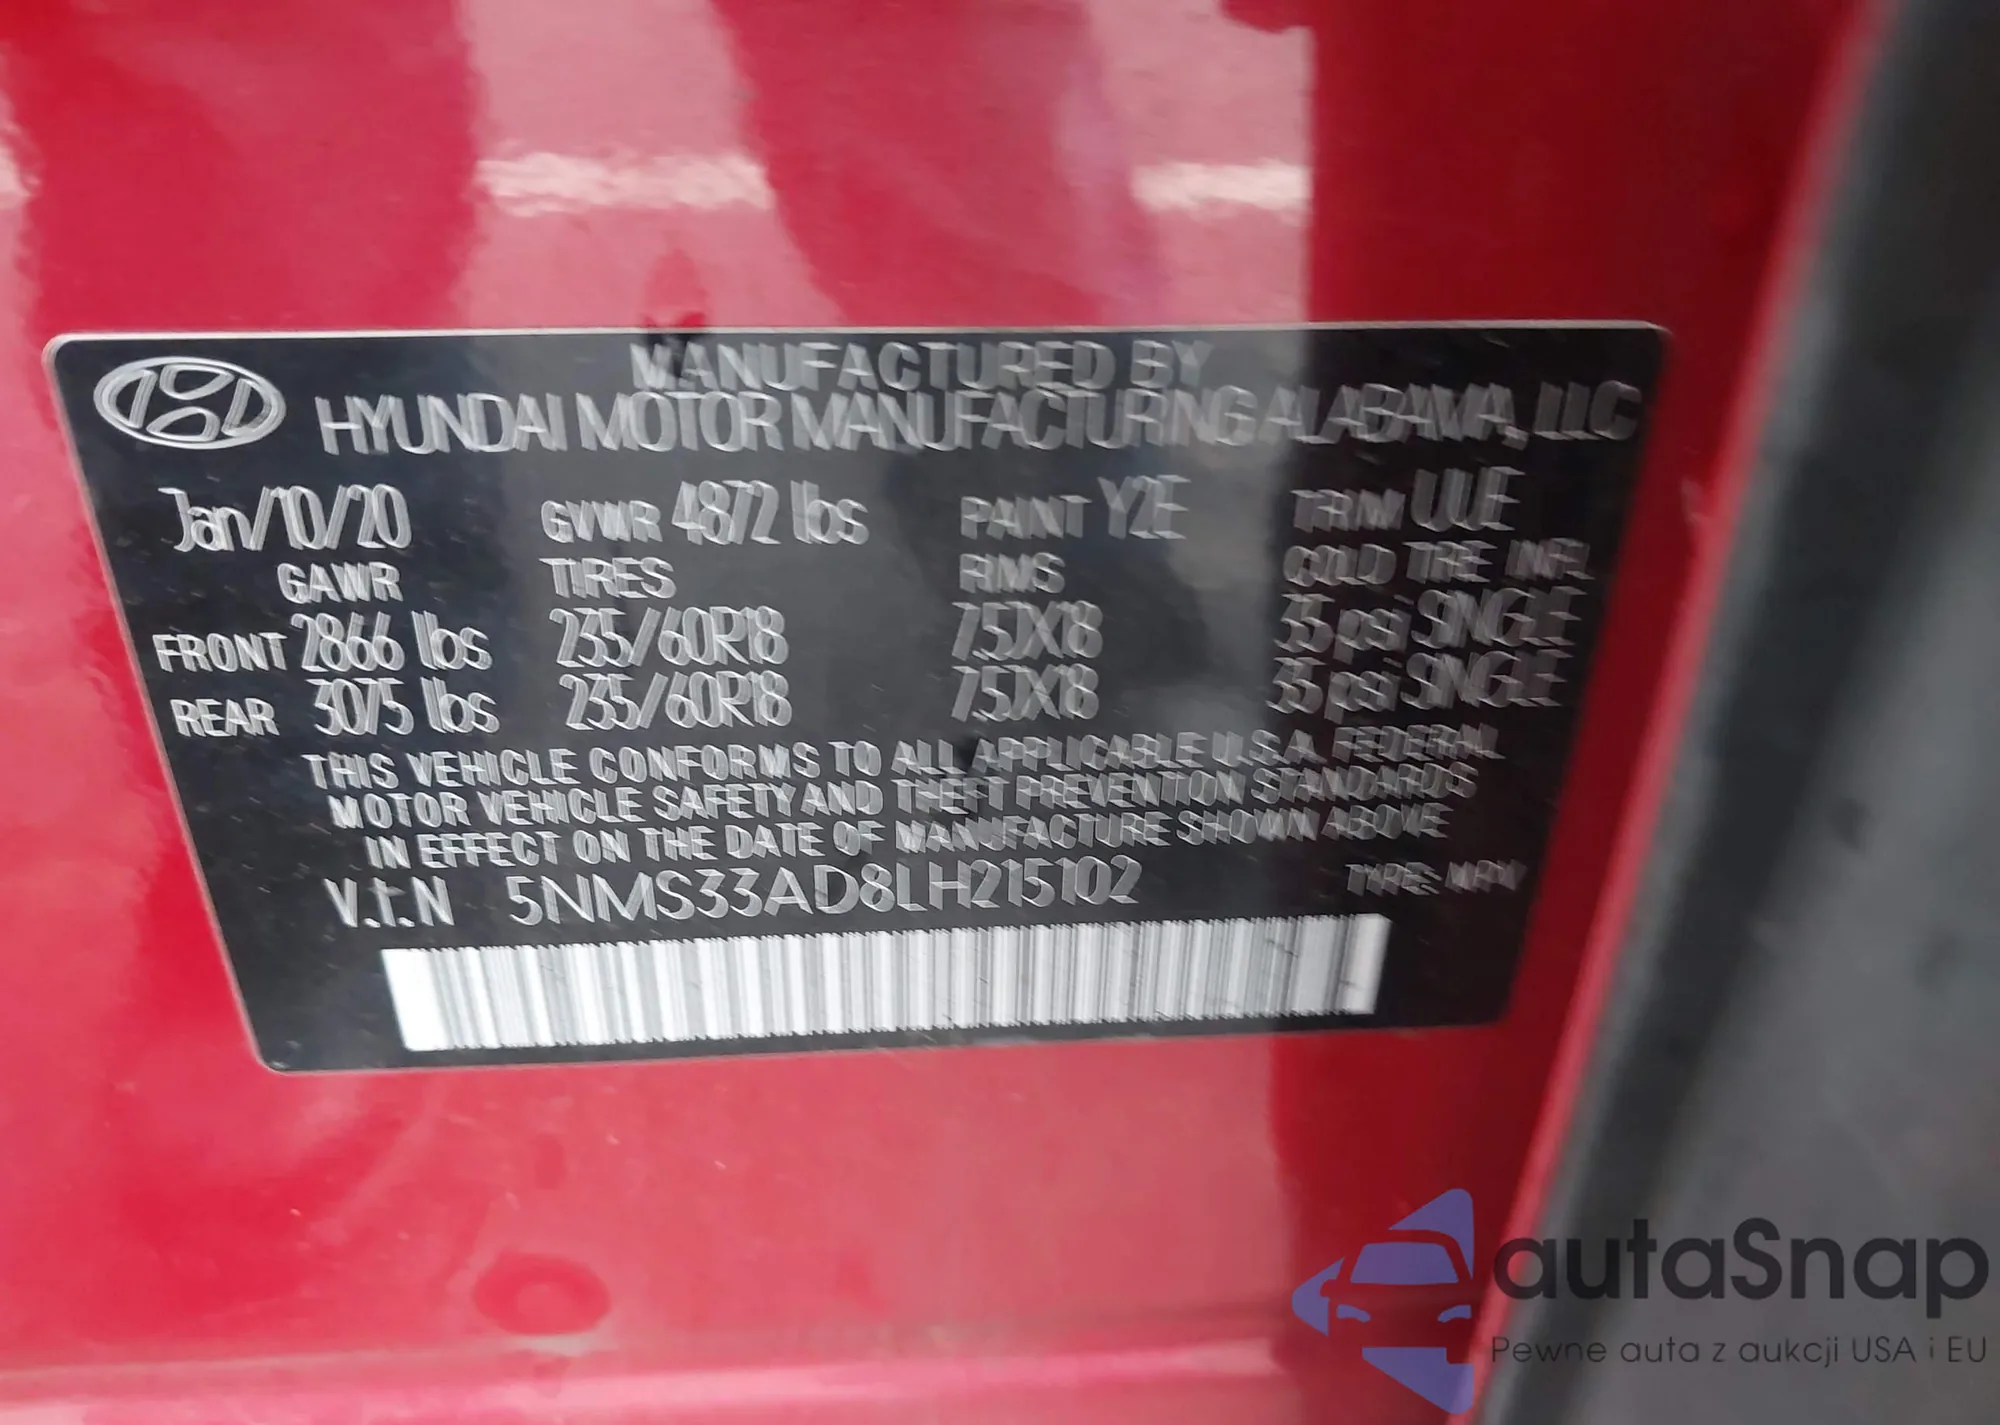 MANUFACTURED BY
HYUNDAI MOTOR MANUFACTURING ALABAMA, LLC
Jan/10/20 GVWR 4872 lbs PAINT Y2E TRIM UUE
GAWR TIRES RIMS COLD TIRE INFL
FRONT 2866 lbs 235/60R18 7.5JX18 35 psi SINGLE
REAR 3075 lbs 235/60R18 7.5JX18 35 psi SINGLE
THIS VEHICLE CONFORMS TO ALL APPLICABLE U.S.A. FEDERAL
MOTOR VEHICLE SAFETY AND THEFT PREVENTION STANDARDS
IN EFFECT ON THE DATE OF MANUFACTURE SHOWN ABOVE
V.I.N 5NMS33AD8LH215102 TYPE: MPV
autaSnap
Pewne auta z aukcji USA i EU